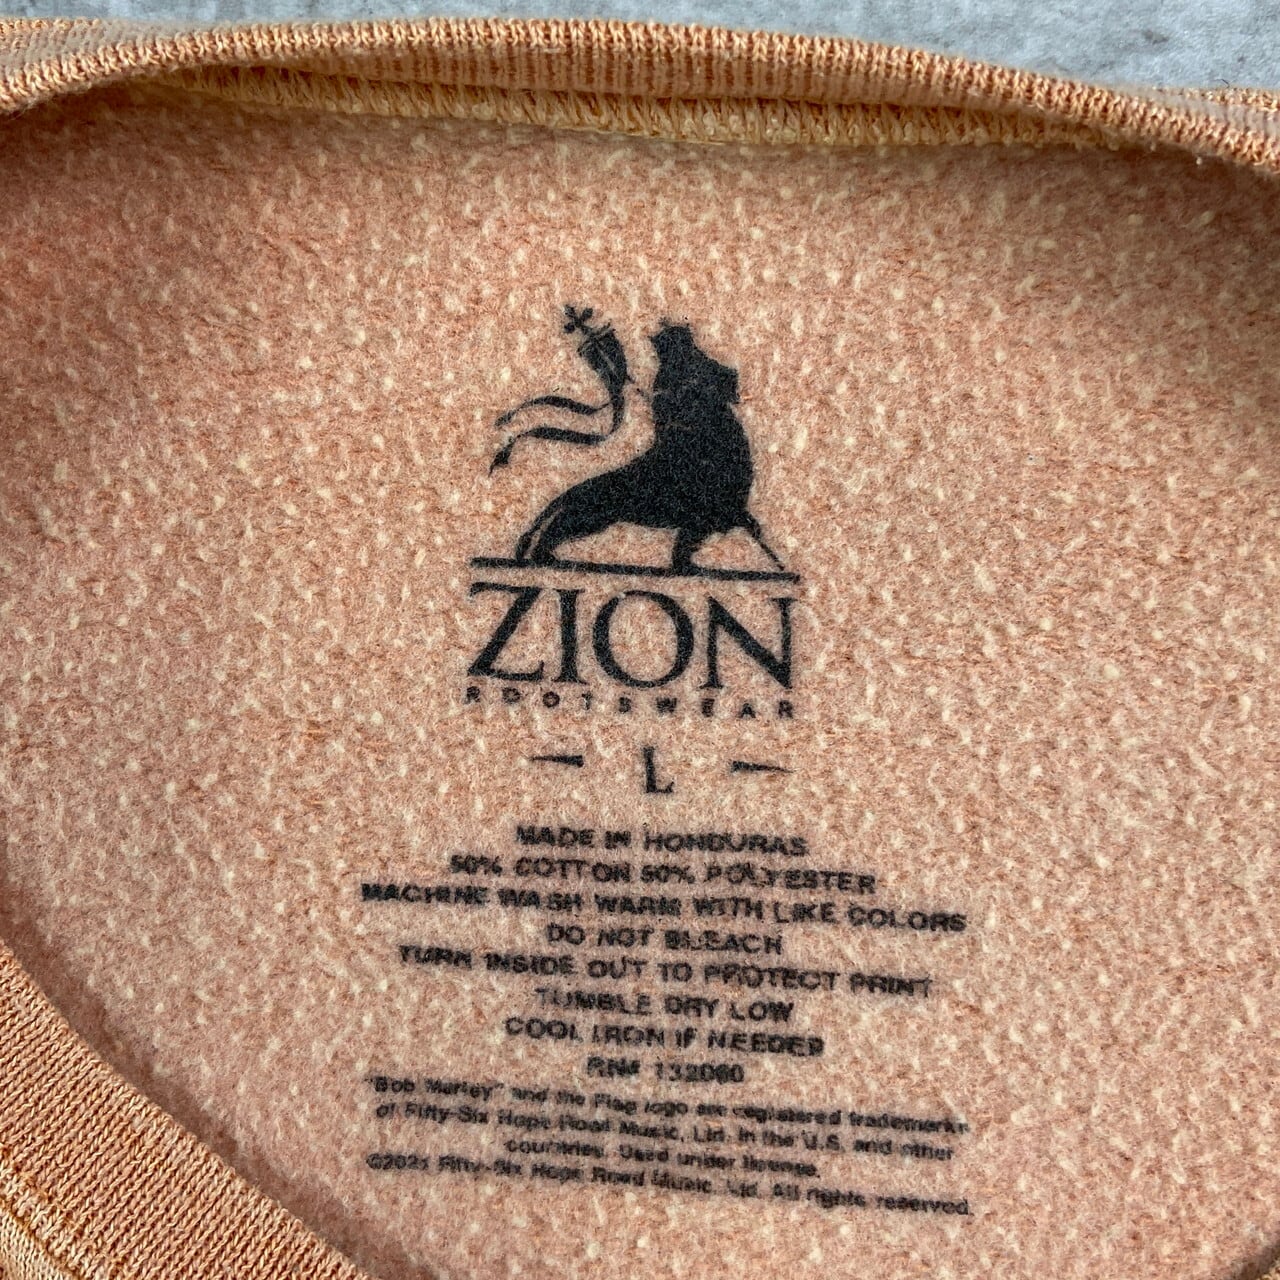 ZION
ROOTSWEAR
- L -
MADE IN HONDURAS
50% COTTON 50% POLYESTER
MACHINE WASH WARM WITH LIKE COLORS
DO NOT BLEACH
TURN INSIDE OUT TO PROTECT PRINT
TUMBLE DRY LOW
COOL IRON IF NEEDED
RN# 132060
"Bob Marley" and the Flag logo are registered trademarks
of Fifty-Six Hope Road Music, Ltd. in the U.S. and other
countries. Used under license.
©2021 Fifty-Six Hope Road Music, Ltd. All rights reserved.